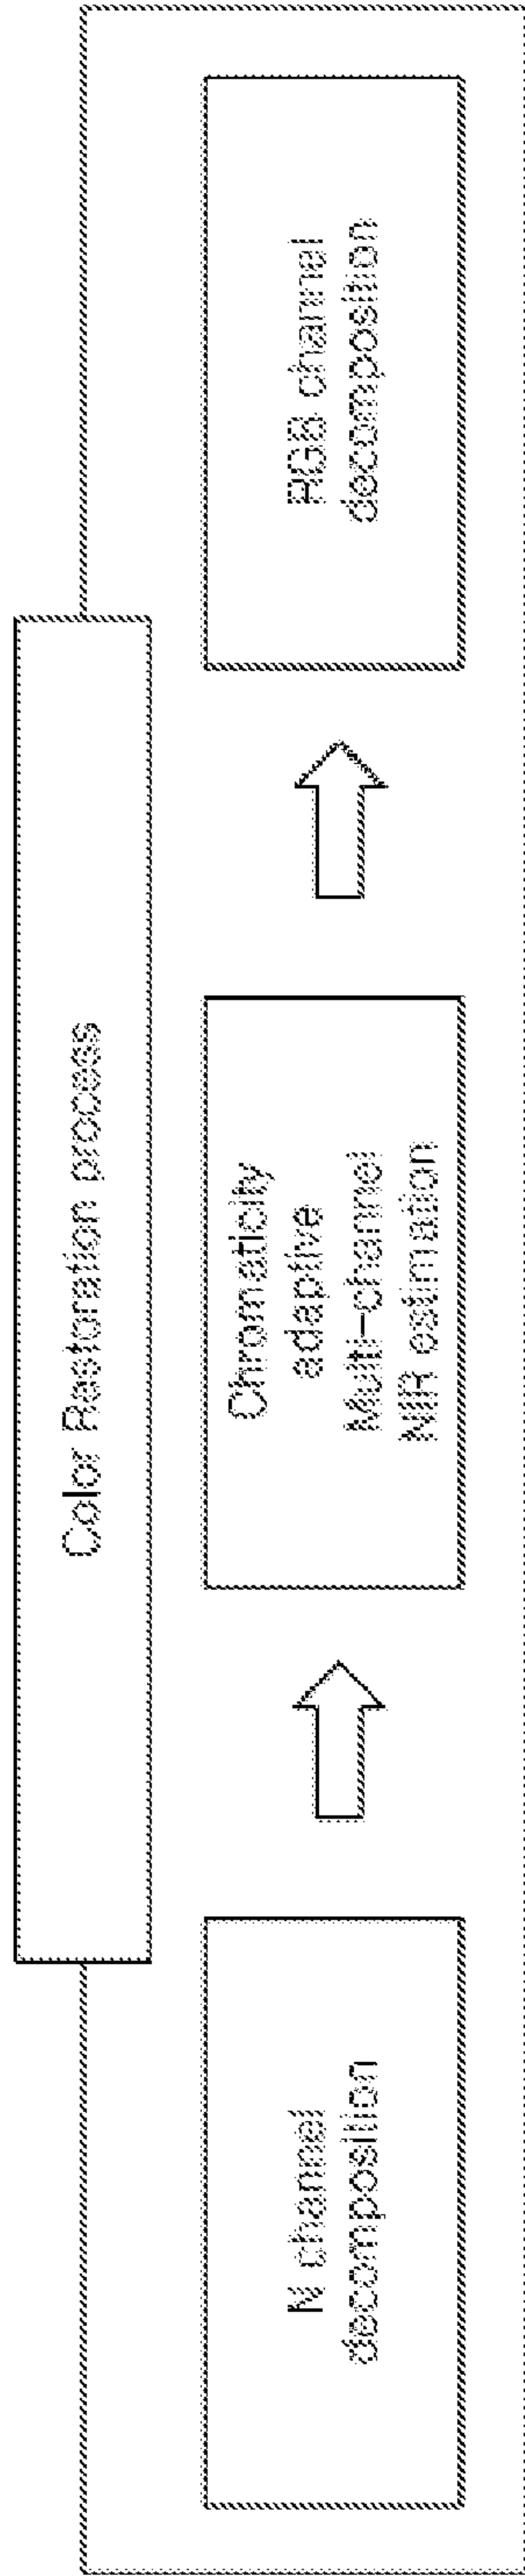 Color Restoration process
N channel
decomposition
Chromaticity
adaptive
Multi-channel
NIR estimation
RGB channel
decomposition